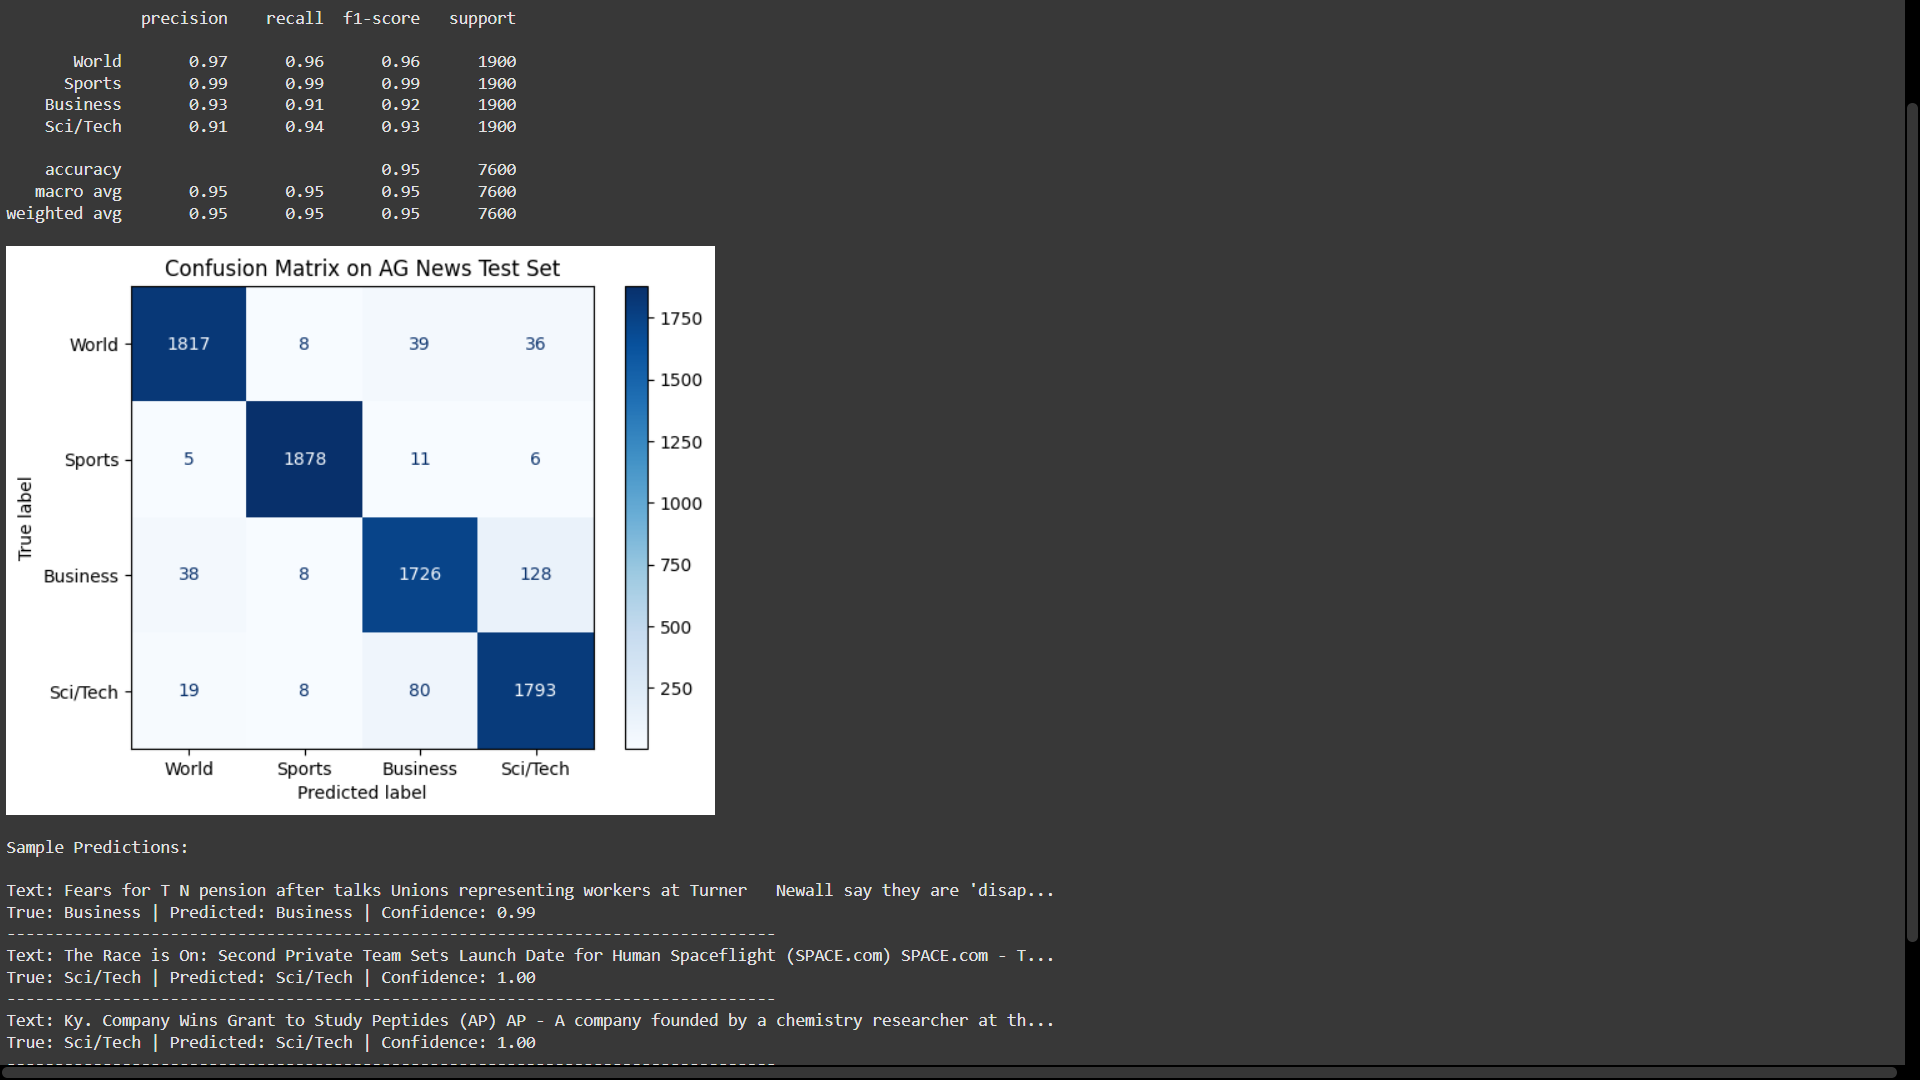 precision recall f1-score support
World 0.97 0.96 0.96 1900
Sports 0.99 0.99 0.99 1900
Business 0.93 0.91 0.92 1900
Sci/Tech 0.91 0.94 0.93 1900
accuracy 0.95 7600
macro avg 0.95 0.95 0.95 7600
weighted avg 0.95 0.95 0.95 7600
Confusion Matrix on AG News Test Set
World 1817 8 39 36
Sports 5 1878 11 6
Business 38 8 1726 128
Sci/Tech 19 8 80 1793
World Sports Business Sci/Tech
Predicted label
True label
1750
1500
1250
1000
750
500
250
Sample Predictions:
Text: Fears for T N pension after talks Unions representing workers at Turner   Newall say they are 'disap...
True: Business | Predicted: Business | Confidence: 0.99
--------------------------------------------------------------------------------
Text: The Race is On: Second Private Team Sets Launch Date for Human Spaceflight (SPACE.com) SPACE.com - T...
True: Sci/Tech | Predicted: Sci/Tech | Confidence: 1.00
--------------------------------------------------------------------------------
Text: Ky. Company Wins Grant to Study Peptides (AP) AP - A company founded by a chemistry researcher at th...
True: Sci/Tech | Predicted: Sci/Tech | Confidence: 1.00
--------------------------------------------------------------------------------